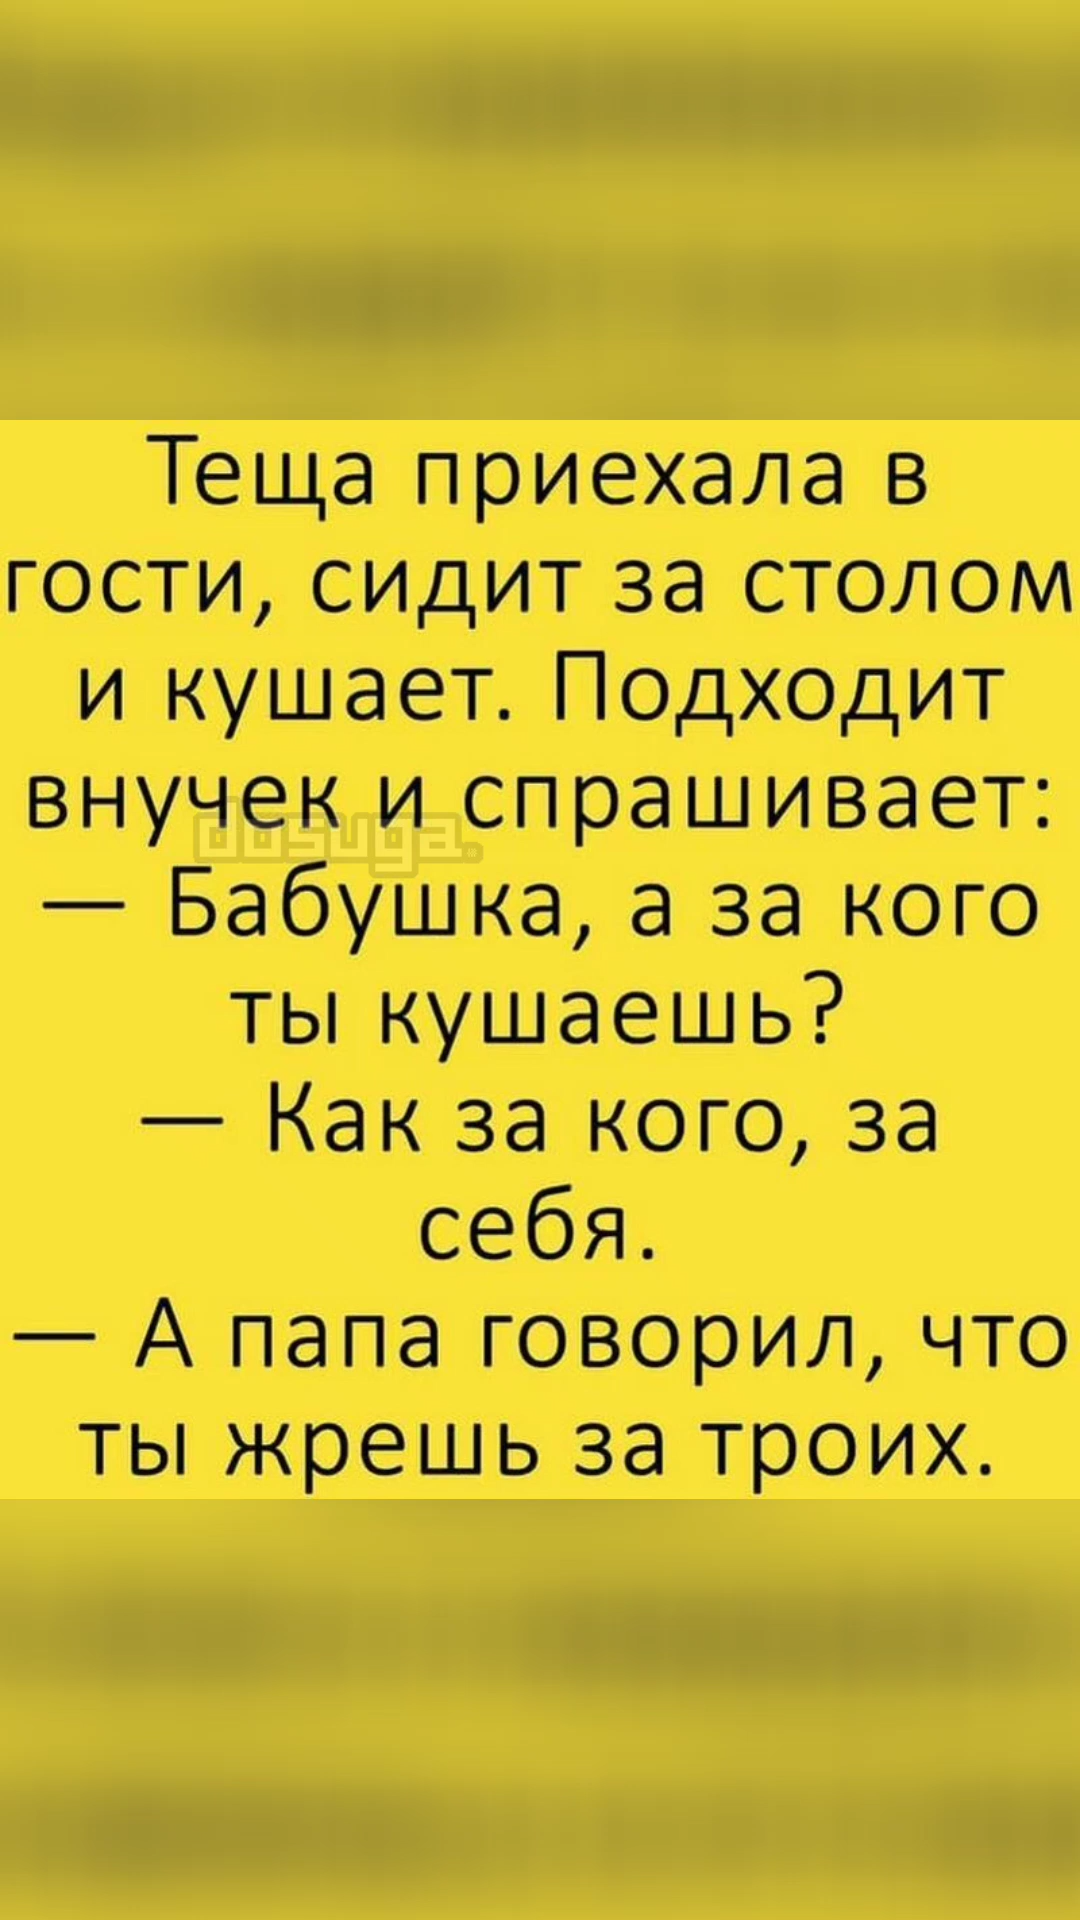 Теща приехала в
гости, сидит за столом
и кушает. Подходит
внучек и спрашивает:
dosuga.
— Бабушка, а за кого
ты кушаешь?
— Как за кого, за
себя.
— А папа говорил, что
ты жрешь за троих.